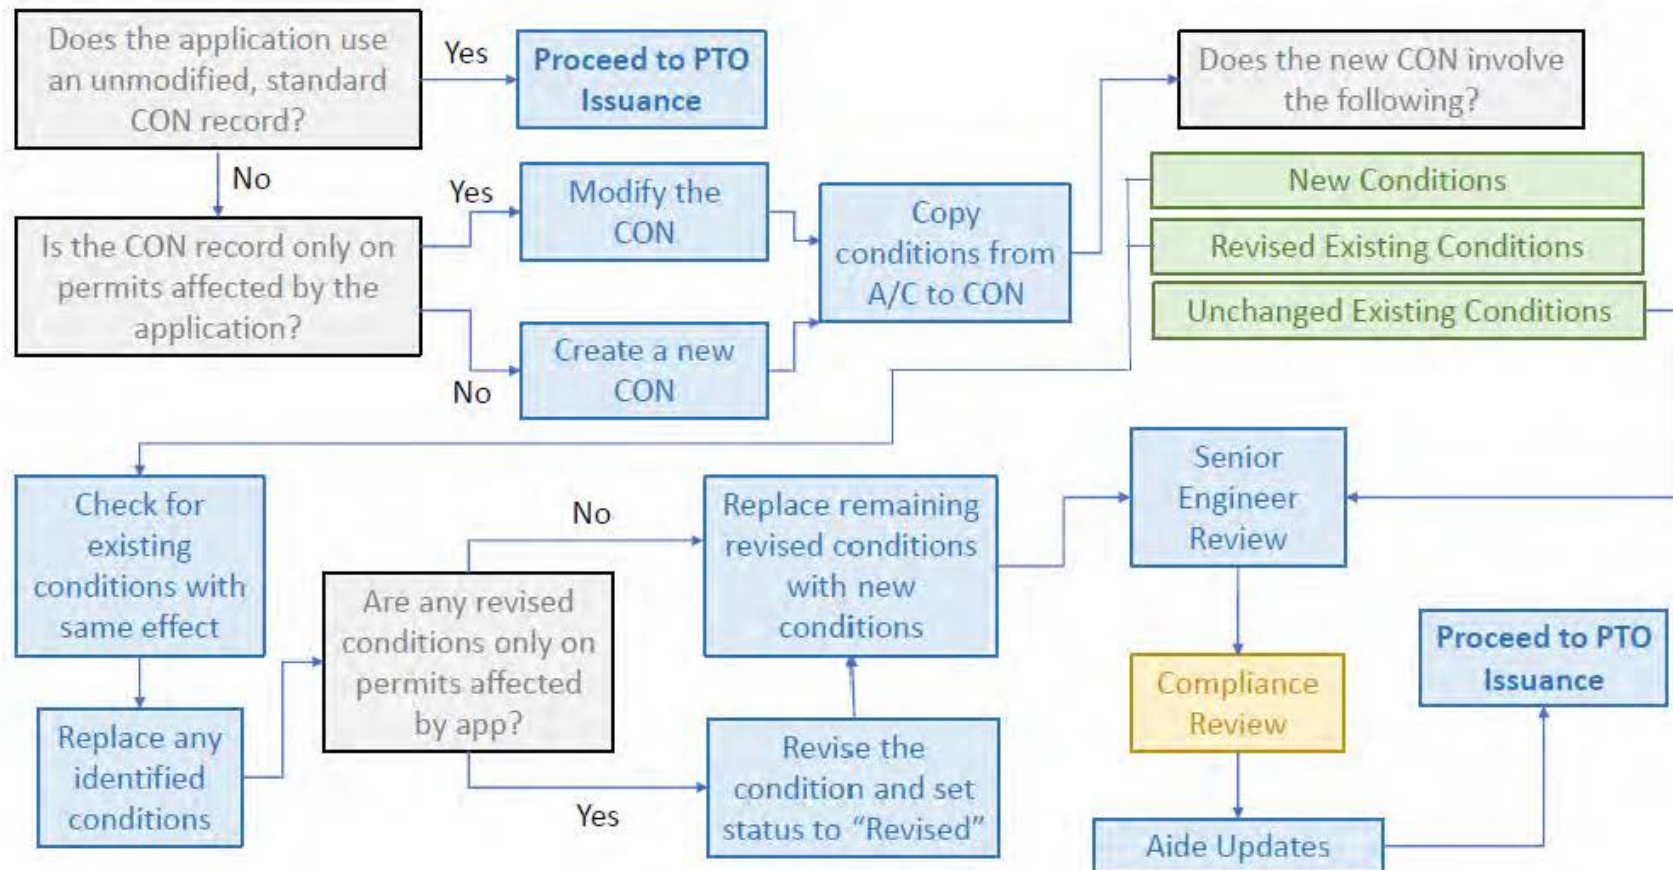 Does the application use
an unmodified, standard
CON record?
Yes
Proceed to PTO
Issuance
Does the new CON involve
the following?
No
Is the CON record only on
permits affected by the
application?
Yes
Modify the
CON
No
Create a new
CON
Copy
conditions from
A/C to CON
New Conditions
Revised Existing Conditions
Unchanged Existing Conditions
Check for
existing
conditions with
same effect
Replace any
identified
conditions
Are any revised
conditions only on
permits affected
by app?
No
Replace remaining
revised conditions
with new
conditions
Yes
Revise the
condition and set
status to “Revised”
Senior
Engineer
Review
Compliance
Review
Aide Updates
Proceed to PTO
Issuance